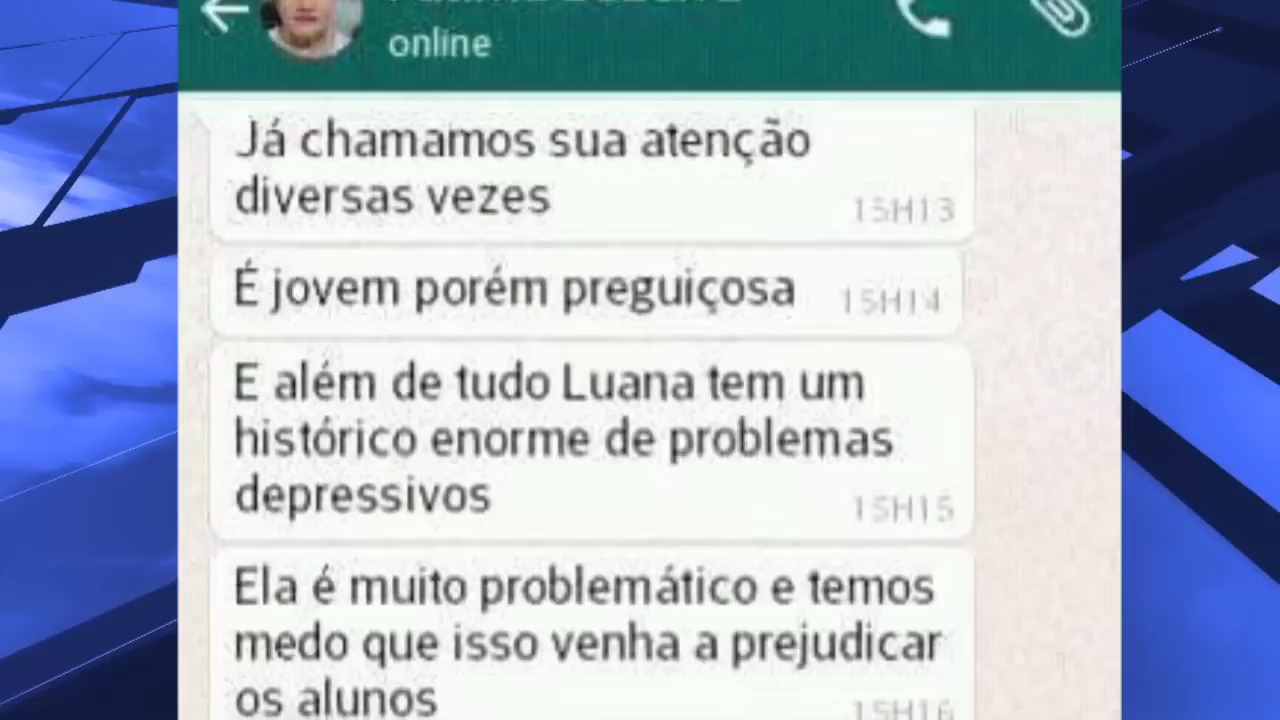 online
Já chamamos sua atenção
diversas vezes
15H13
É jovem porém preguiçosa
15H14
E além de tudo Luana tem um
histórico enorme de problemas
depressivos
15H15
Ela é muito problemático e temos
medo que isso venha a prejudicar
os alunos
15H16